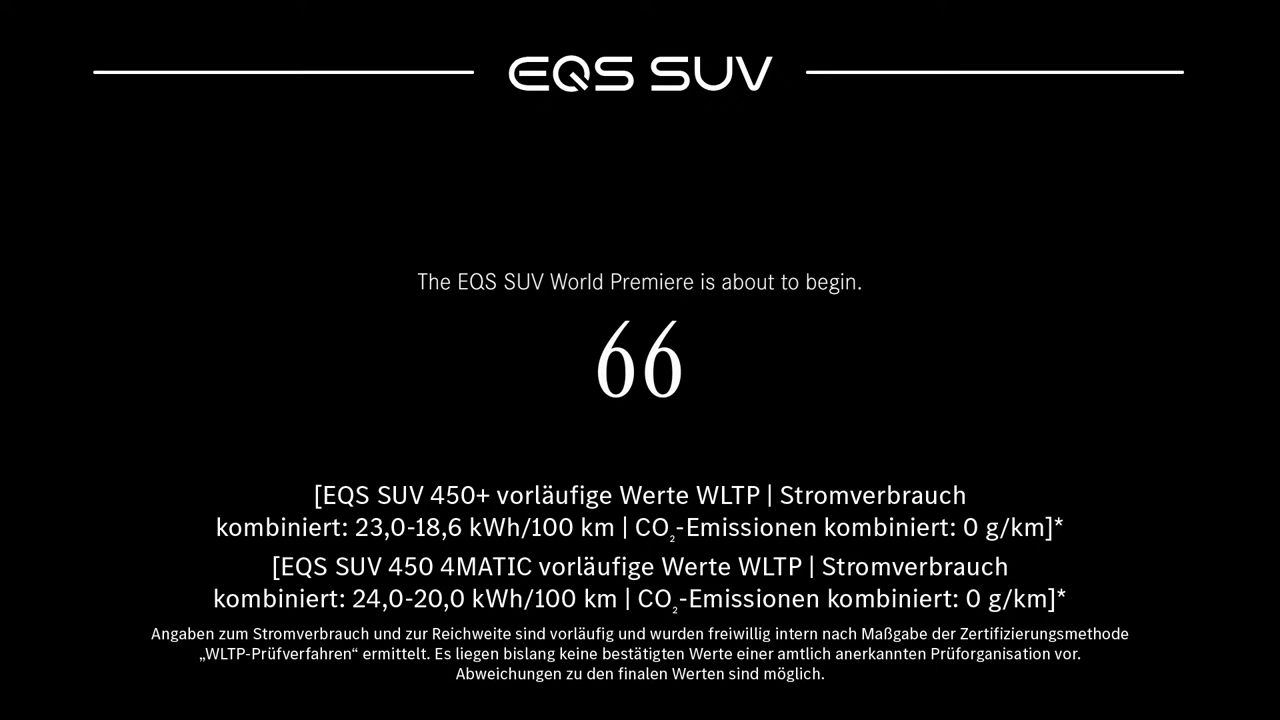 EQS SUV
The EQS SUV World Premiere is about to begin.
66
[EQS SUV 450+ vorläufige Werte WLTP | Stromverbrauch
kombiniert: 23,0-18,6 kWh/100 km | CO₂-Emissionen kombiniert: 0 g/km]*
[EQS SUV 450 4MATIC vorläufige Werte WLTP | Stromverbrauch
kombiniert: 24,0-20,0 kWh/100 km | CO₂-Emissionen kombiniert: 0 g/km]*
Angaben zum Stromverbrauch und zur Reichweite sind vorläufig und wurden freiwillig intern nach Maßgabe der Zertifizierungsmethode
„WLTP-Prüfverfahren“ ermittelt. Es liegen bislang keine bestätigten Werte einer amtlich anerkannten Prüforganisation vor.
Abweichungen zu den finalen Werten sind möglich.